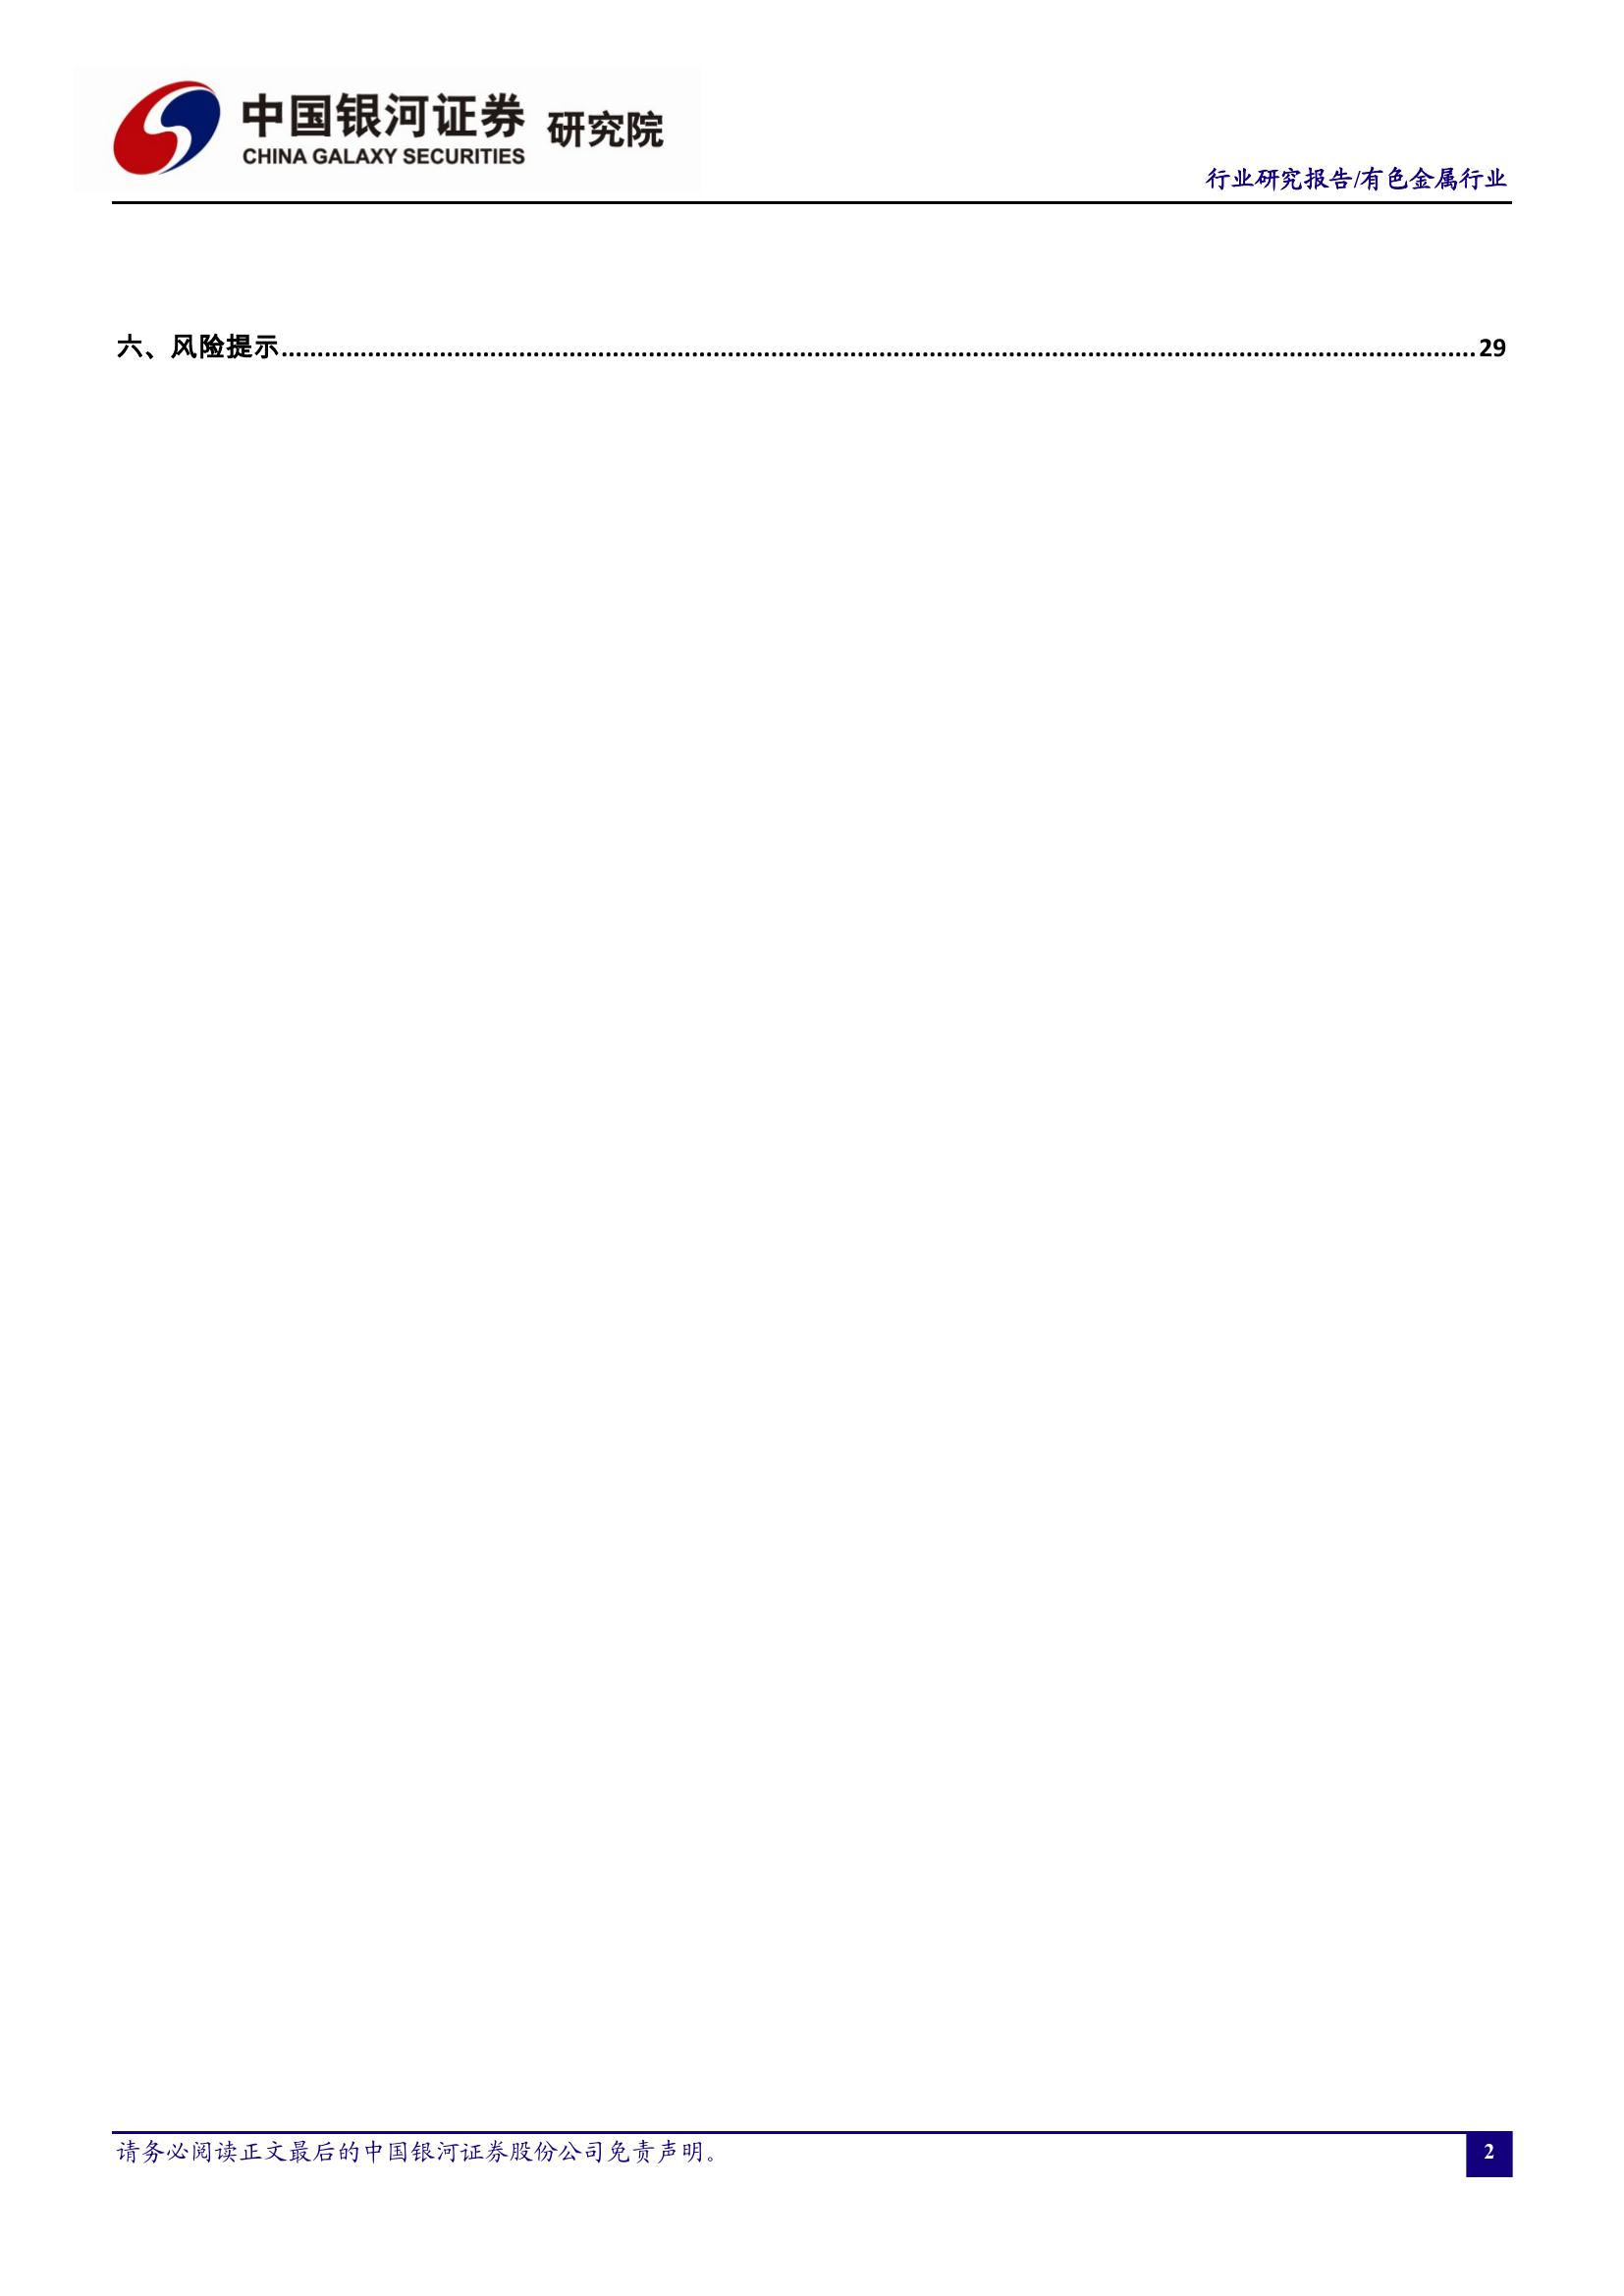 中国银河证券 研究院
CHINA GALAXY SECURITIES
行业研究报告/有色金属行业
六、风险提示....................................................................................................................................................................29
请务必阅读正文最后的中国银河证券股份公司免责声明。
2